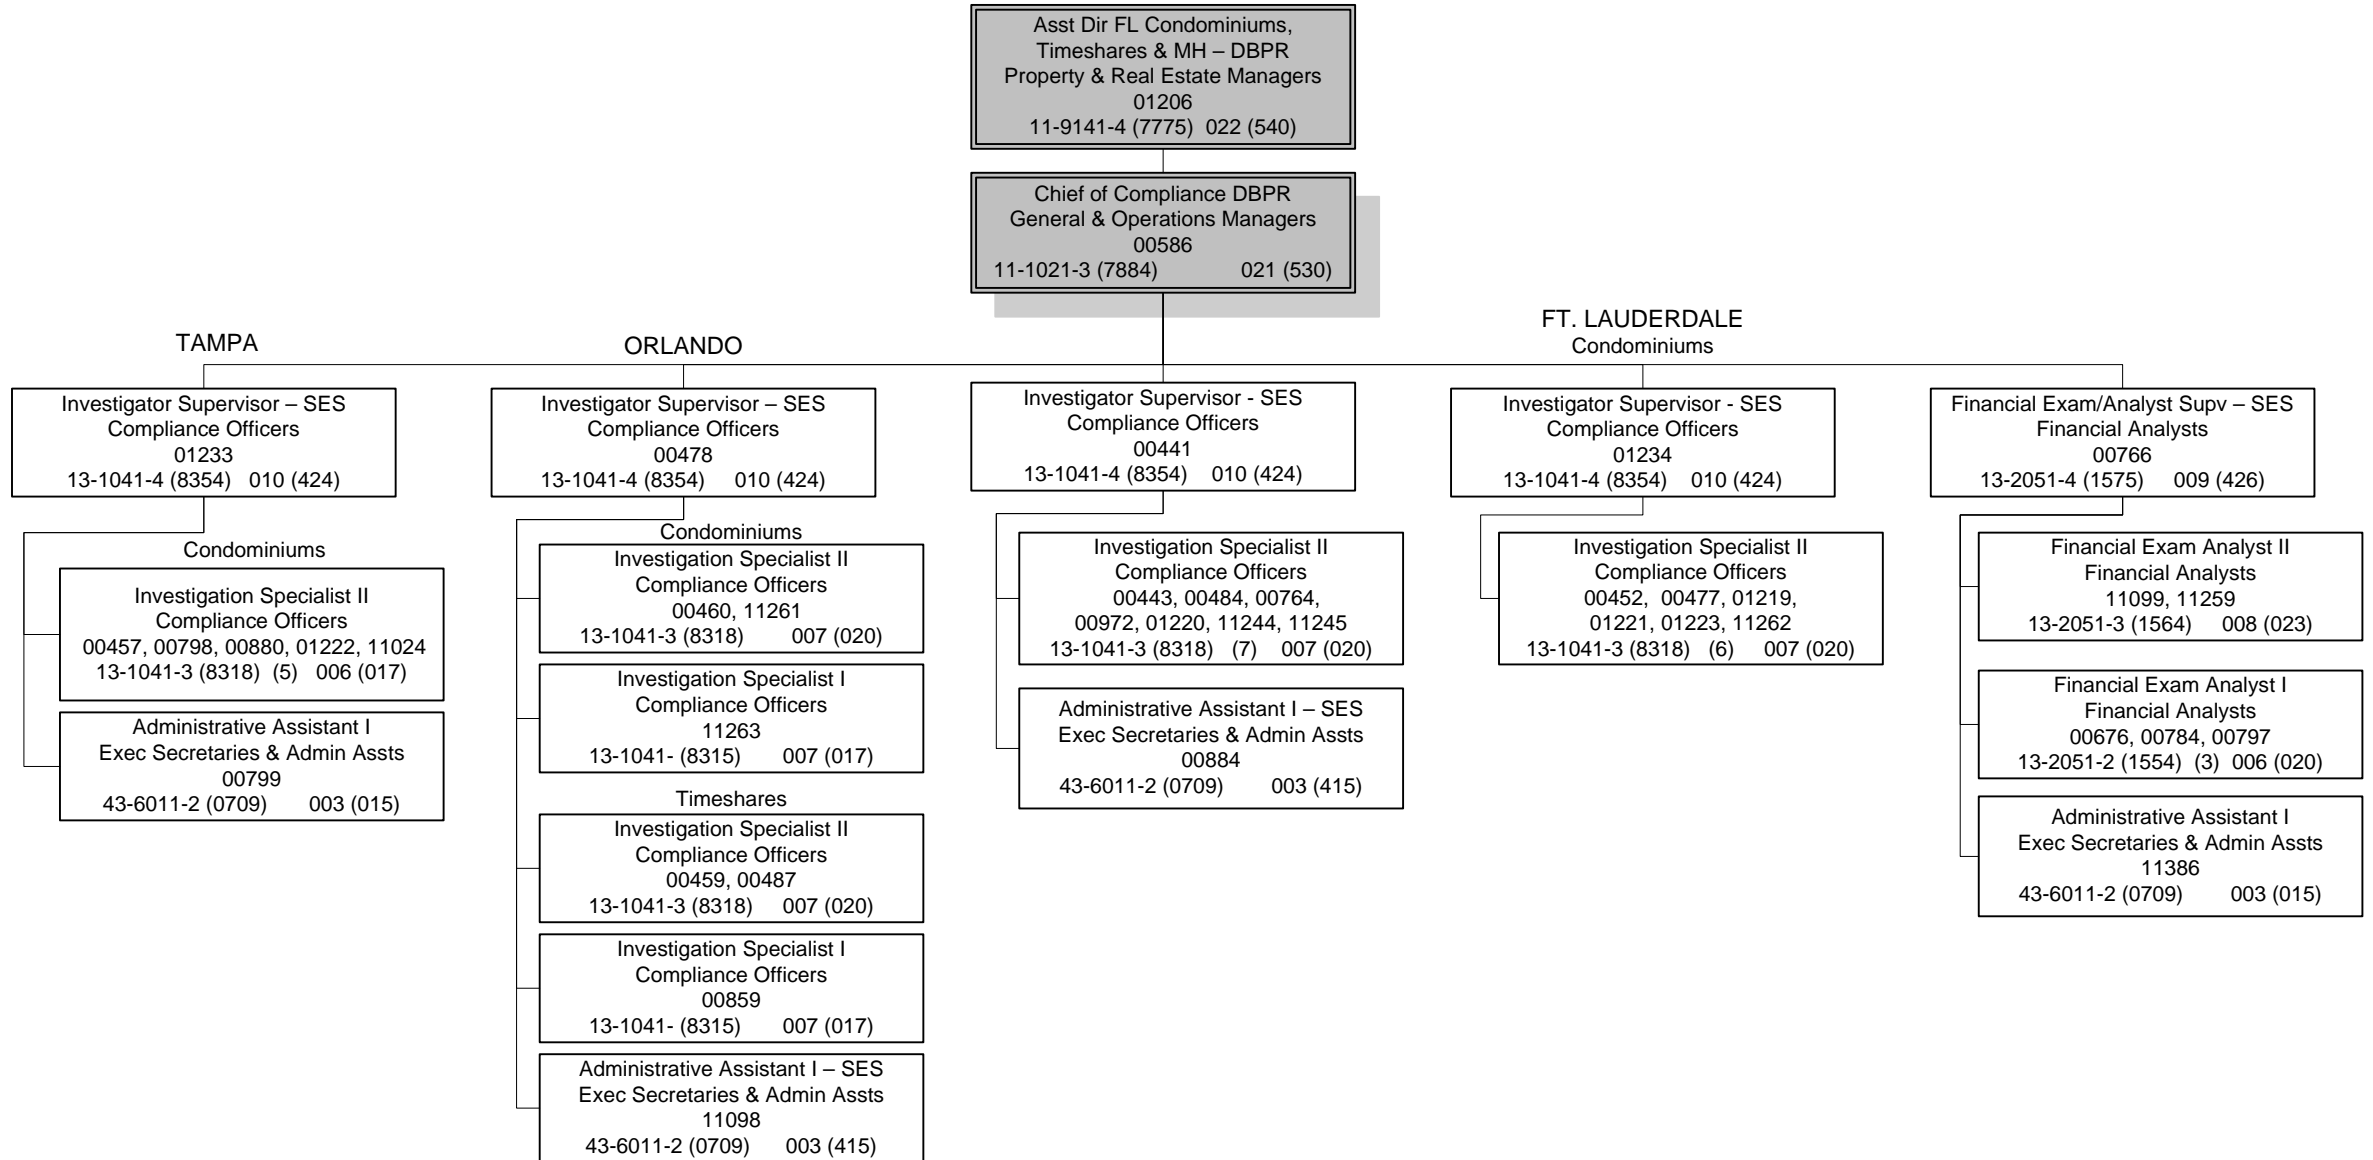 Asst Dir FL Condominiums,
Timeshares & MH – DBPR
Property & Real Estate Managers
01206
11-9141-4 (7775) 022 (540)
Chief of Compliance DBPR
General & Operations Managers
00586
11-1021-3 (7884) 021 (530)
TAMPA
Investigator Supervisor – SES
Compliance Officers
01233
13-1041-4 (8354) 010 (424)
Condominiums
Investigation Specialist II
Compliance Officers
00457, 00798, 00880, 01222, 11024
13-1041-3 (8318) (5) 006 (017)
Administrative Assistant I
Exec Secretaries & Admin Assts
00799
43-6011-2 (0709) 003 (015)
ORLANDO
Investigator Supervisor – SES
Compliance Officers
00478
13-1041-4 (8354) 010 (424)
Condominiums
Investigation Specialist II
Compliance Officers
00460, 11261
13-1041-3 (8318) 007 (020)
Investigation Specialist I
Compliance Officers
11263
13-1041- (8315) 007 (017)
Timeshares
Investigation Specialist II
Compliance Officers
00459, 00487
13-1041-3 (8318) 007 (020)
Investigation Specialist I
Compliance Officers
00859
13-1041- (8315) 007 (017)
Administrative Assistant I – SES
Exec Secretaries & Admin Assts
11098
43-6011-2 (0709) 003 (415)
Investigator Supervisor - SES
Compliance Officers
00441
13-1041-4 (8354) 010 (424)
Investigation Specialist II
Compliance Officers
00443, 00484, 00764,
00972, 01220, 11244, 11245
13-1041-3 (8318) (7) 007 (020)
Administrative Assistant I – SES
Exec Secretaries & Admin Assts
00884
43-6011-2 (0709) 003 (415)
FT. LAUDERDALE
Condominiums
Investigator Supervisor - SES
Compliance Officers
01234
13-1041-4 (8354) 010 (424)
Investigation Specialist II
Compliance Officers
00452, 00477, 01219,
01221, 01223, 11262
13-1041-3 (8318) (6) 007 (020)
Financial Exam/Analyst Supv – SES
Financial Analysts
00766
13-2051-4 (1575) 009 (426)
Financial Exam Analyst II
Financial Analysts
11099, 11259
13-2051-3 (1564) 008 (023)
Financial Exam Analyst I
Financial Analysts
00676, 00784, 00797
13-2051-2 (1554) (3) 006 (020)
Administrative Assistant I
Exec Secretaries & Admin Assts
11386
43-6011-2 (0709) 003 (015)